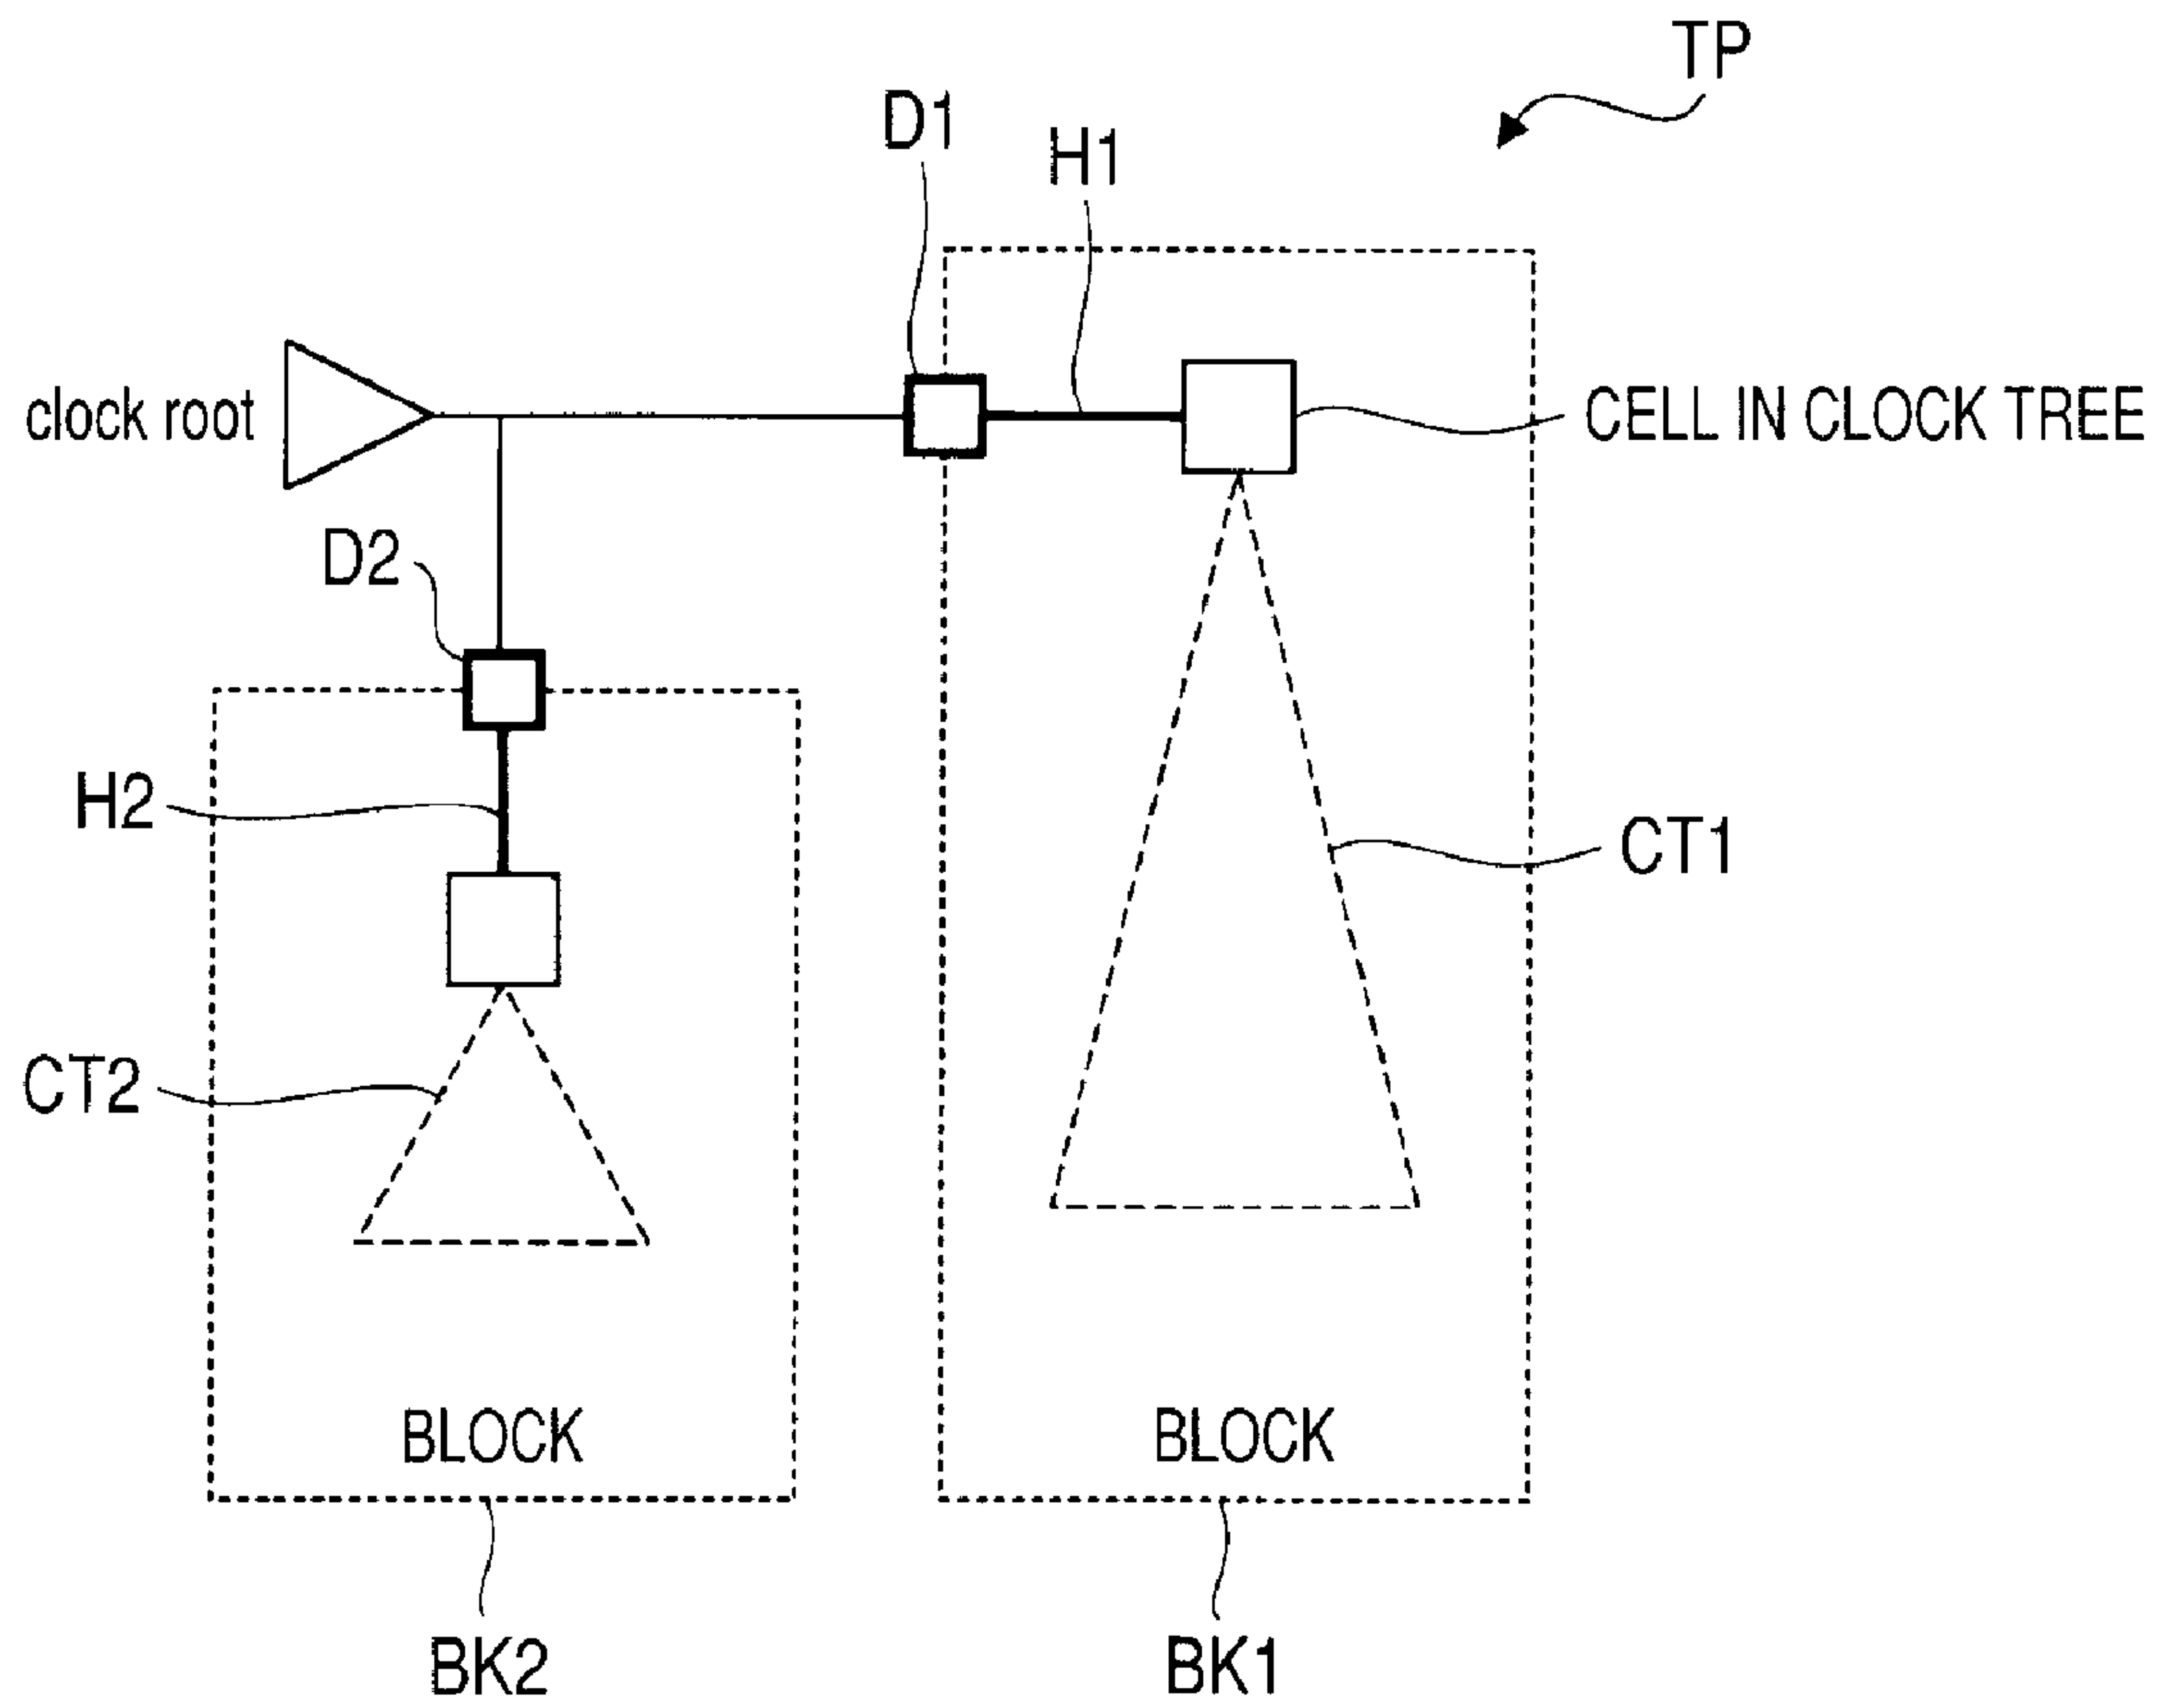 TP
D1
H1
clock root
CELL IN CLOCK TREE
D2
H2
CT1
CT2
BLOCK
BLOCK
BK2
BK1